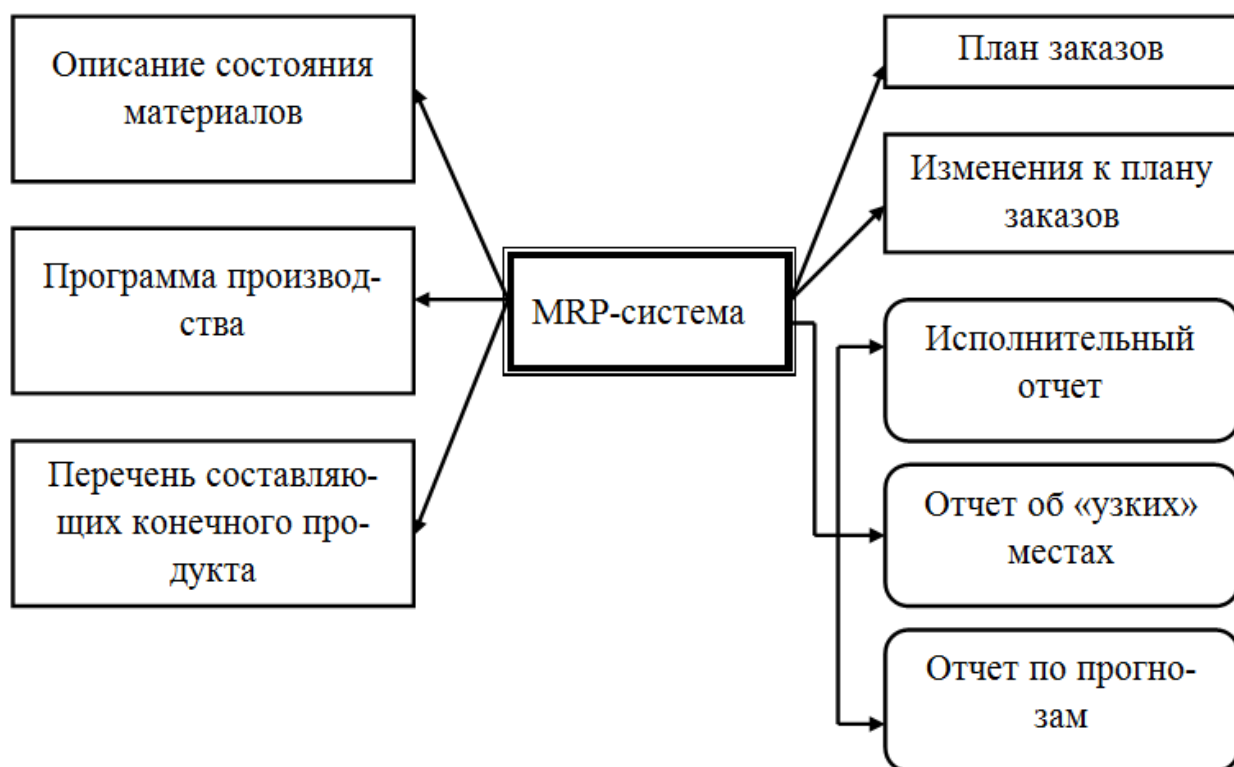 Описание состояния
материалов
Программа производ-
ства
Перечень составляю-
щих конечного про-
дукта
MRP-система
План заказов
Изменения к плану
заказов
Исполнительный
отчет
Отчет об «узких»
местах
Отчет по прогно-
зам